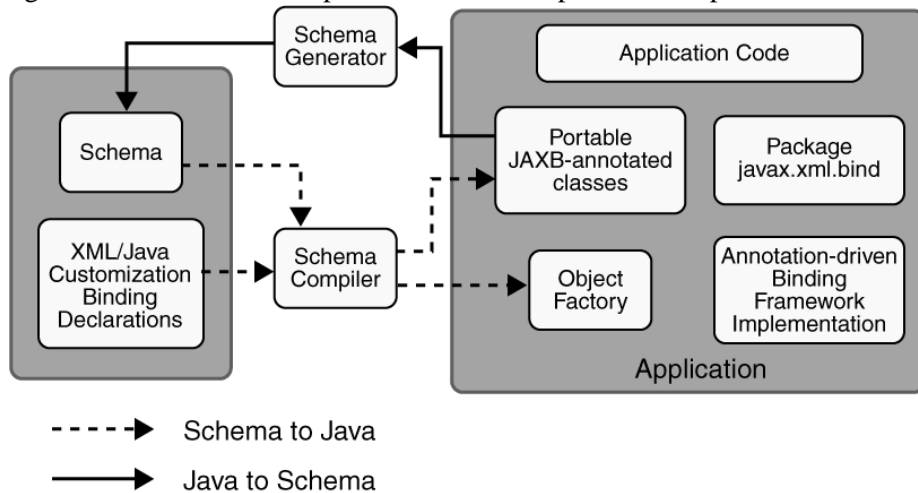 Schema
Generator
Application Code
Schema
Portable
JAXB-annotated
classes
Package
javax.xml.bind
XML/Java
Customization
Binding
Declarations
Schema
Compiler
Object
Factory
Annotation-driven
Binding
Framework
Implementation
Application
Schema to Java
Java to Schema